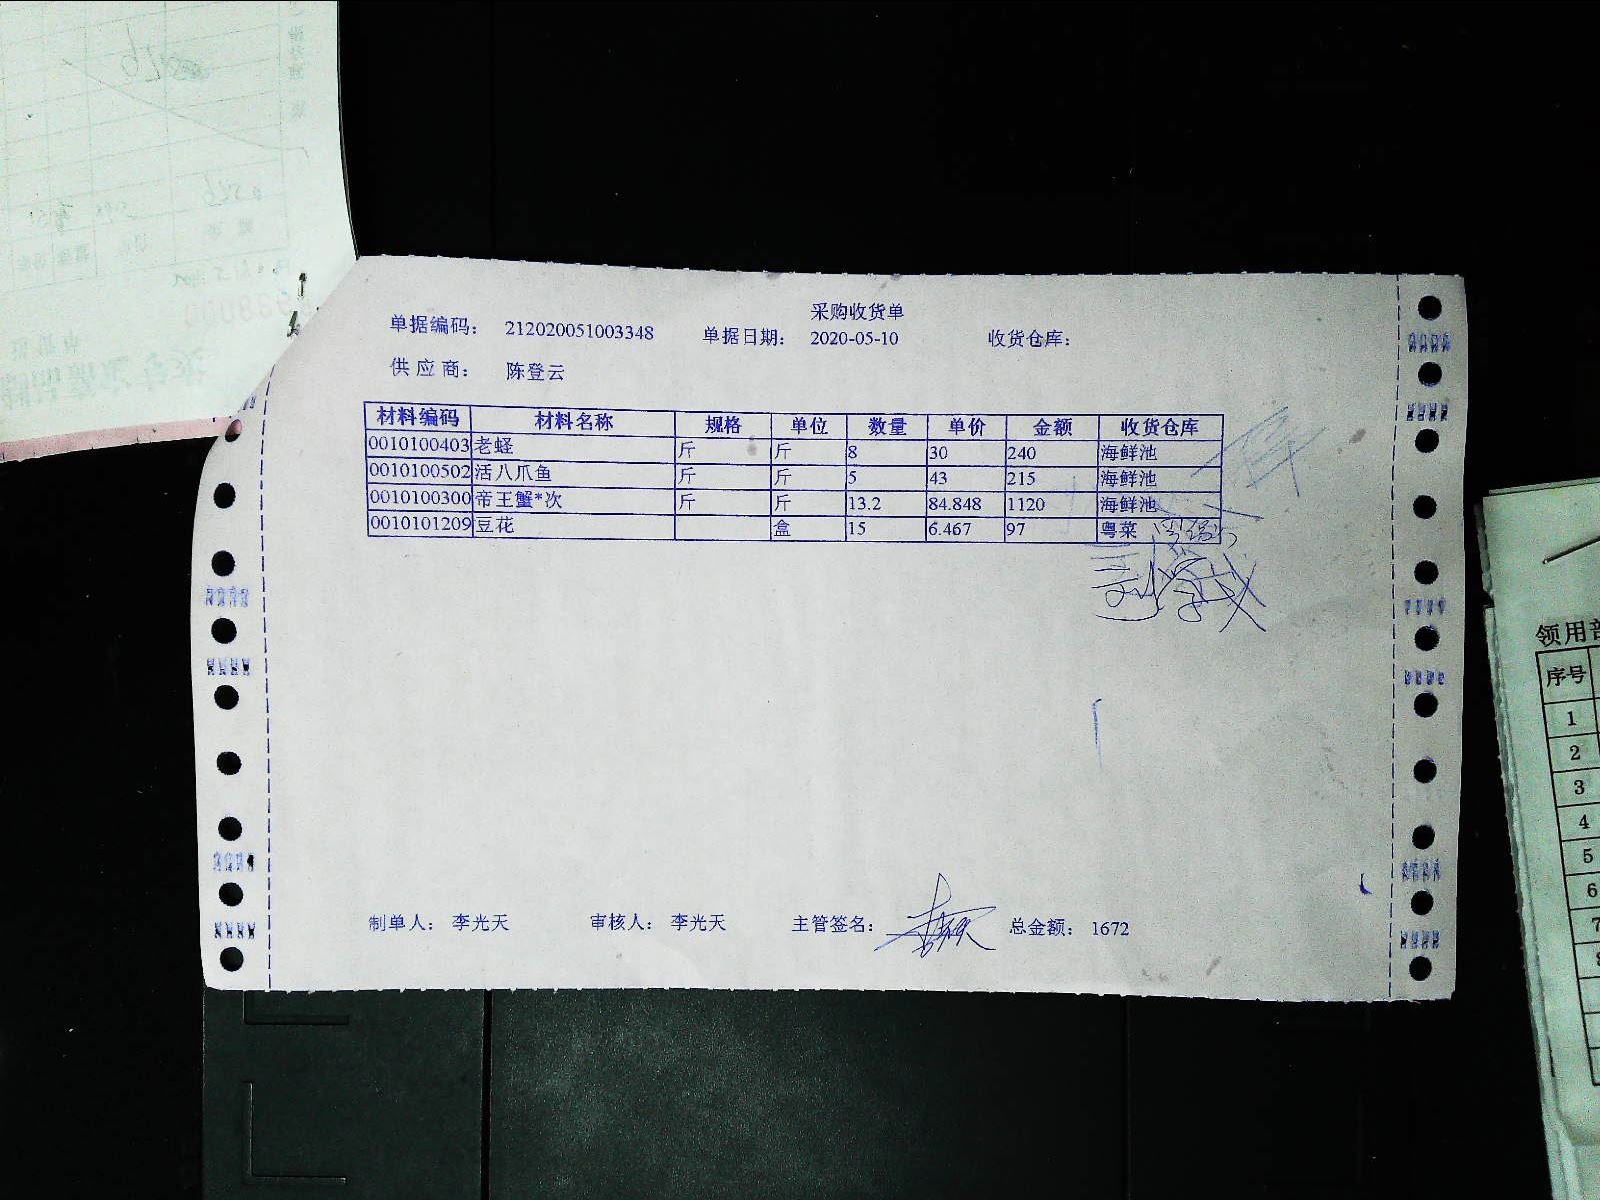 采购收货单
单据编码： 212020051003348 单据日期： 2020-05-10 收货仓库：
供应商： 陈登云
材料编码 材料名称 规格 单位 数量 单价 金额 收货仓库
0010100403 老蛏 斤 斤 8 30 240 海鲜池
0010100502 活八爪鱼 斤 斤 5 43 215 海鲜池
0010100300 帝王蟹*次 斤 斤 13.2 84.848 1120 海鲜池
0010101209 豆花 盒 15 6.467 97 粤菜
制单人： 李光天 审核人： 李光天 主管签名： 总金额： 1672
领用
序号
1
2
3
4
5
6
7